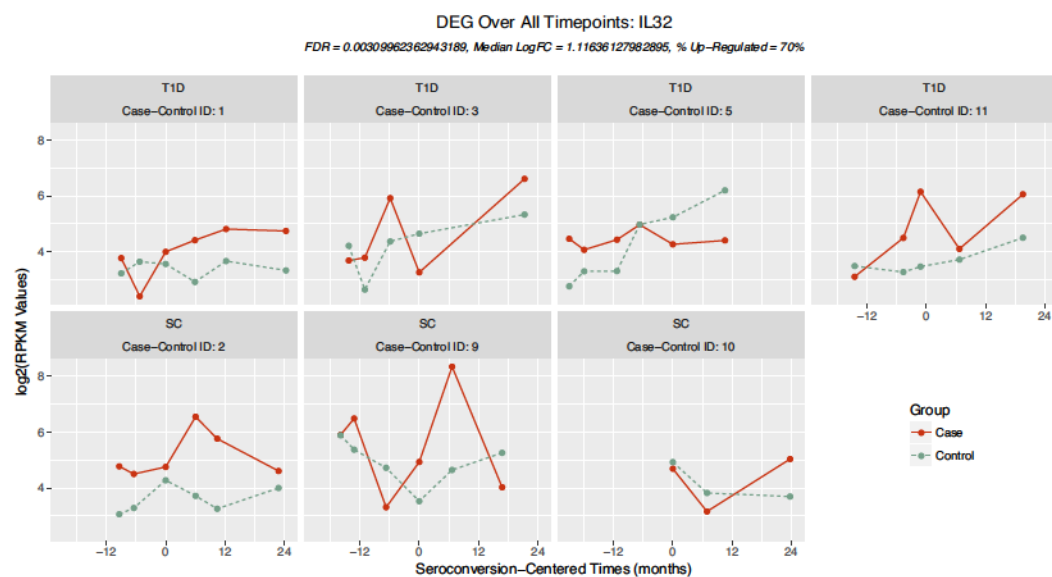 DEG Over All Timepoints: IL32
FDR = 0.00309962362943189, Median LogFC = 1.11636127982895, % Up-Regulated = 70%
T1D
Case-Control ID: 1
T1D
Case-Control ID: 3
T1D
Case-Control ID: 5
T1D
Case-Control ID: 11
8
6
4
-12 0 12 24
log2(RPKM Values)
SC
Case-Control ID: 2
SC
Case-Control ID: 9
SC
Case-Control ID: 10
8
6
4
-12 0 12 24
-12 0 12 24
-12 0 12 24
Seroconversion-Centered Times (months)
Group
Case
Control